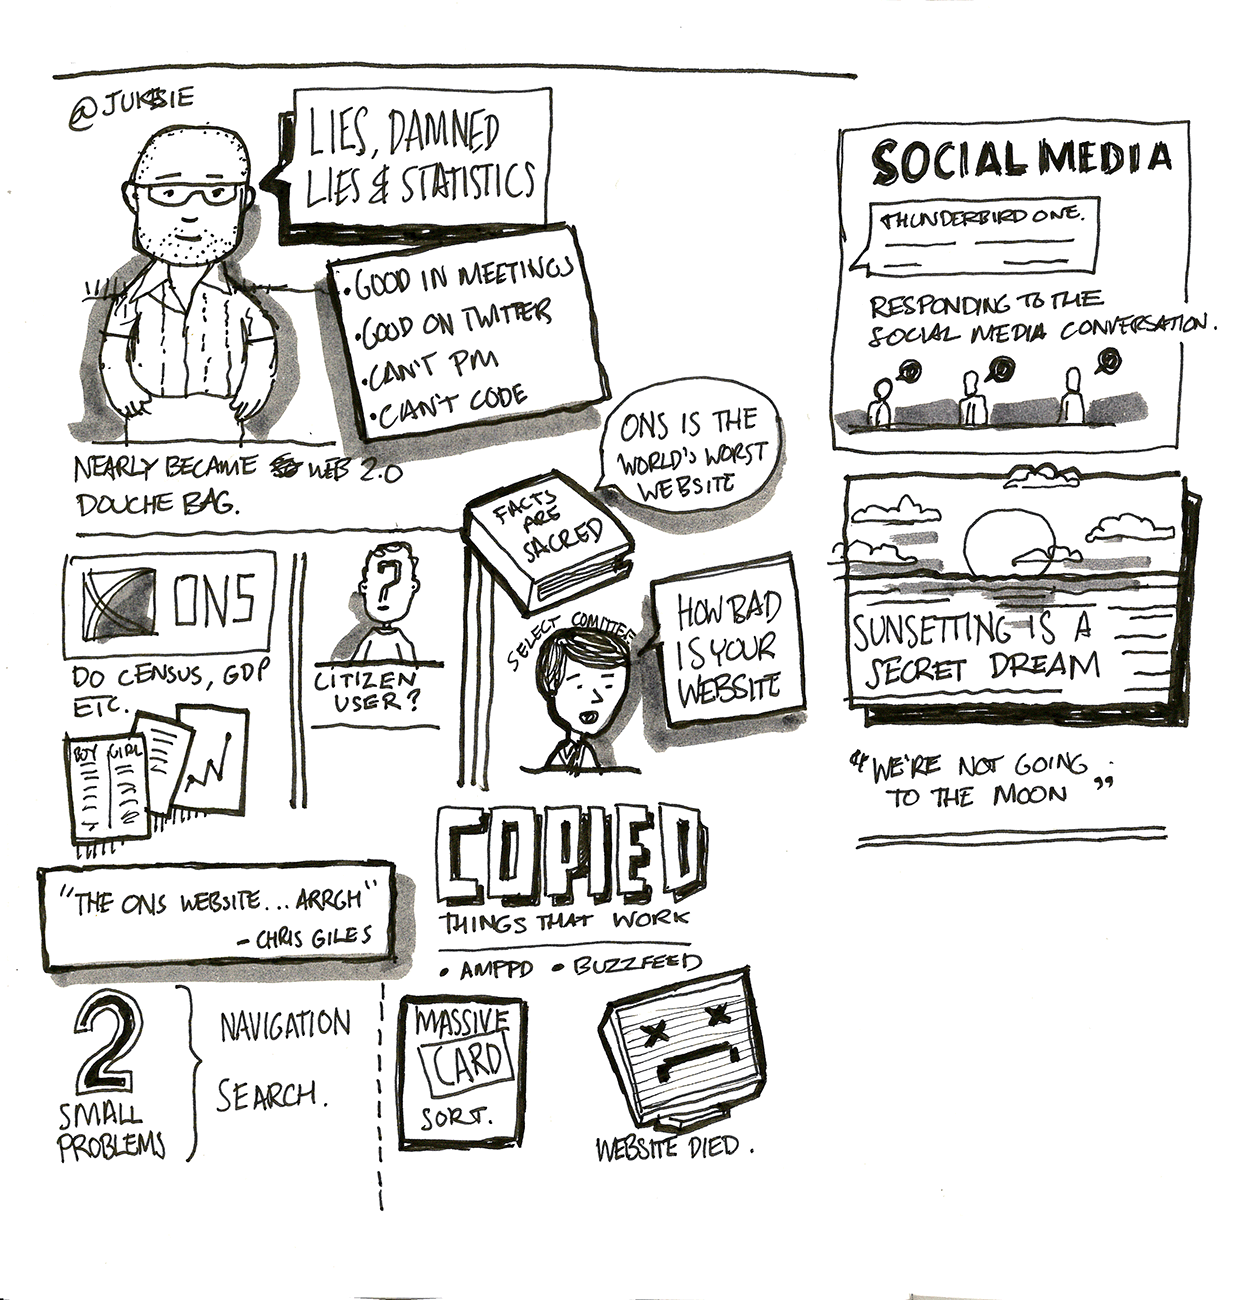 @JUKESIE
LIES, DAMNED
LIES & STATISTICS
• GOOD IN MEETINGS
• GOOD ON TWITTER
• CAN'T PM
• CAN'T CODE
NEARLY BECAME WEB 2.0
DOUCHE BAG.
ONS IS THE
WORLD'S WORST
WEBSITE
FACTS
ARE
SACRED
ONS
DO CENSUS, GDP
ETC.
BOY GIRL
?
CITIZEN
USER?
SELECT COMITTEE
HOW BAD
IS YOUR
WEBSITE
"THE ONS WEBSITE... ARRGH"
- CHRIS GILES
2
SMALL
PROBLEMS
NAVIGATION
SEARCH.
COPIED
THINGS THAT WORK
• AMPPD • BUZZFEED
MASSIVE
CARD
SORT.
WEBSITE DIED.
SOCIAL MEDIA
THUNDERBIRD ONE.
RESPONDING TO THE
SOCIAL MEDIA CONVERSATION.
SUNSETTING IS A
SECRET DREAM
"WE'RE NOT GOING
TO THE MOON"